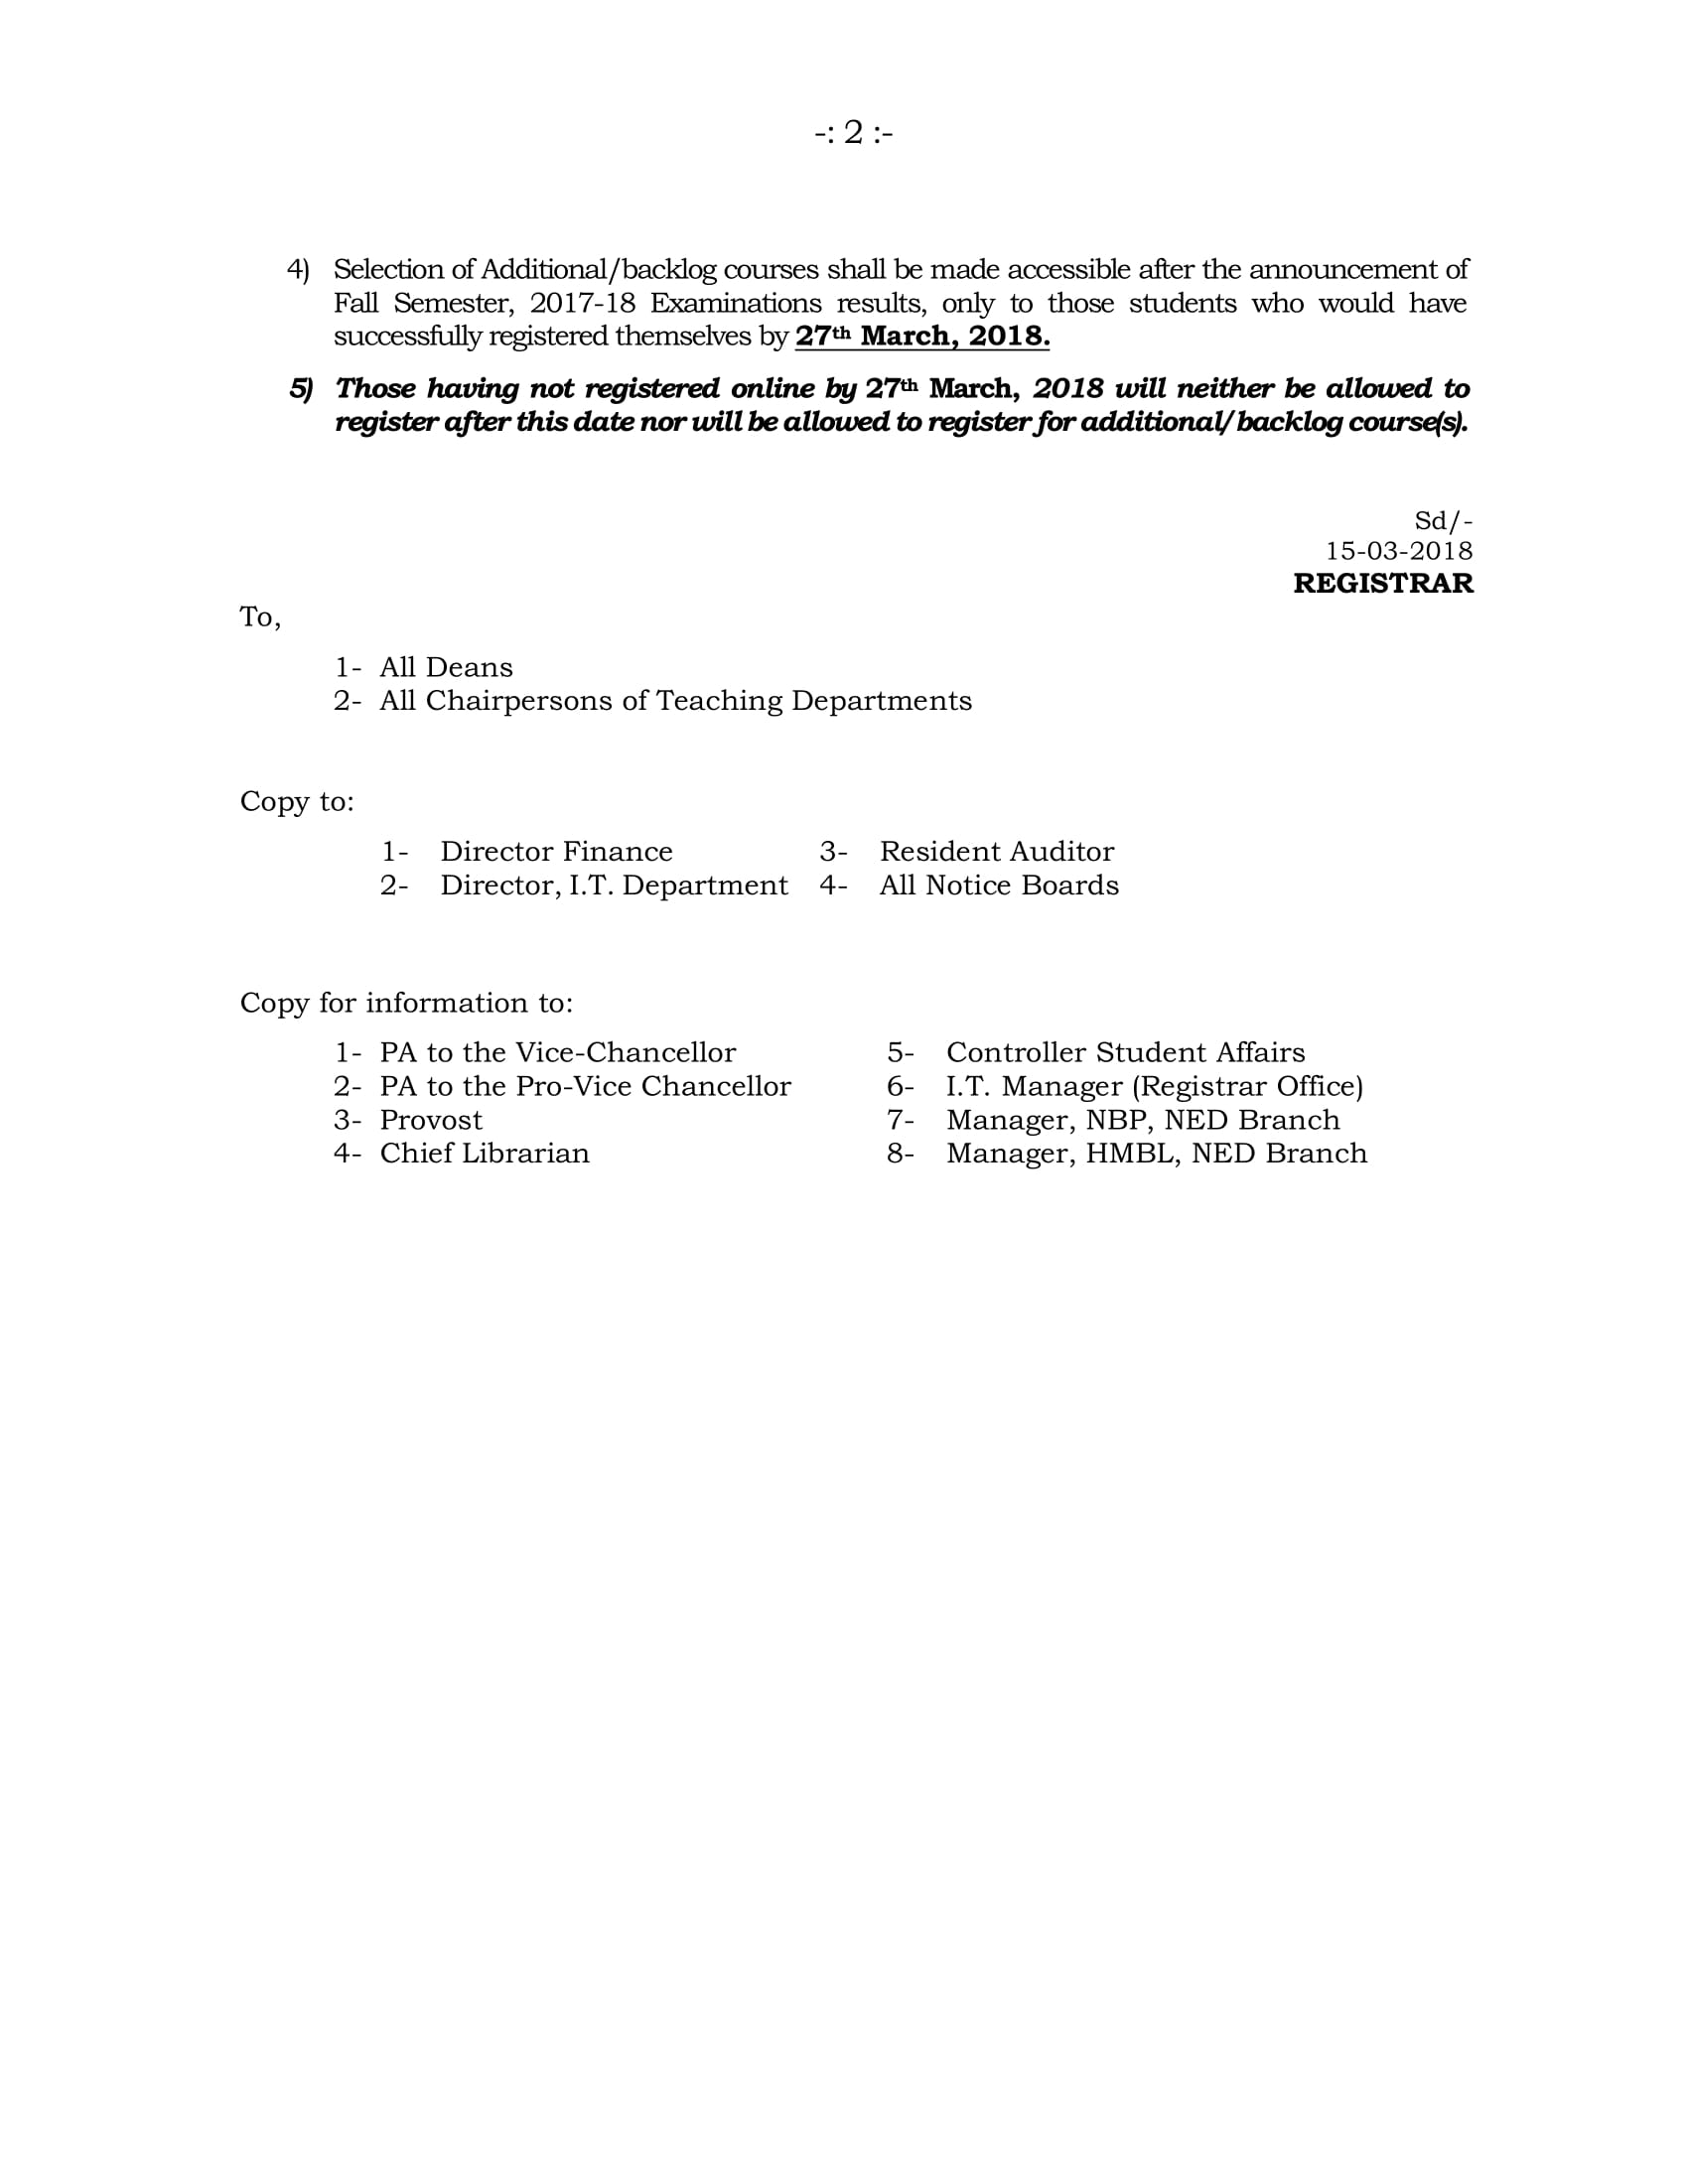 -: 2 :-
4) Selection of Additional/backlog courses shall be made accessible after the announcement of
Fall Semester, 2017-18 Examinations results, only to those students who would have
successfully registered themselves by 27th March, 2018.
5) Those having not registered online by 27th March, 2018 will neither be allowed to
register after this date nor will be allowed to register for additional/backlog course(s).
Sd/-
15-03-2018
REGISTRAR
To,
1- All Deans
2- All Chairpersons of Teaching Departments
Copy to:
1- Director Finance 3- Resident Auditor
2- Director, I.T. Department 4- All Notice Boards
Copy for information to:
1- PA to the Vice-Chancellor 5- Controller Student Affairs
2- PA to the Pro-Vice Chancellor 6- I.T. Manager (Registrar Office)
3- Provost 7- Manager, NBP, NED Branch
4- Chief Librarian 8- Manager, HMBL, NED Branch